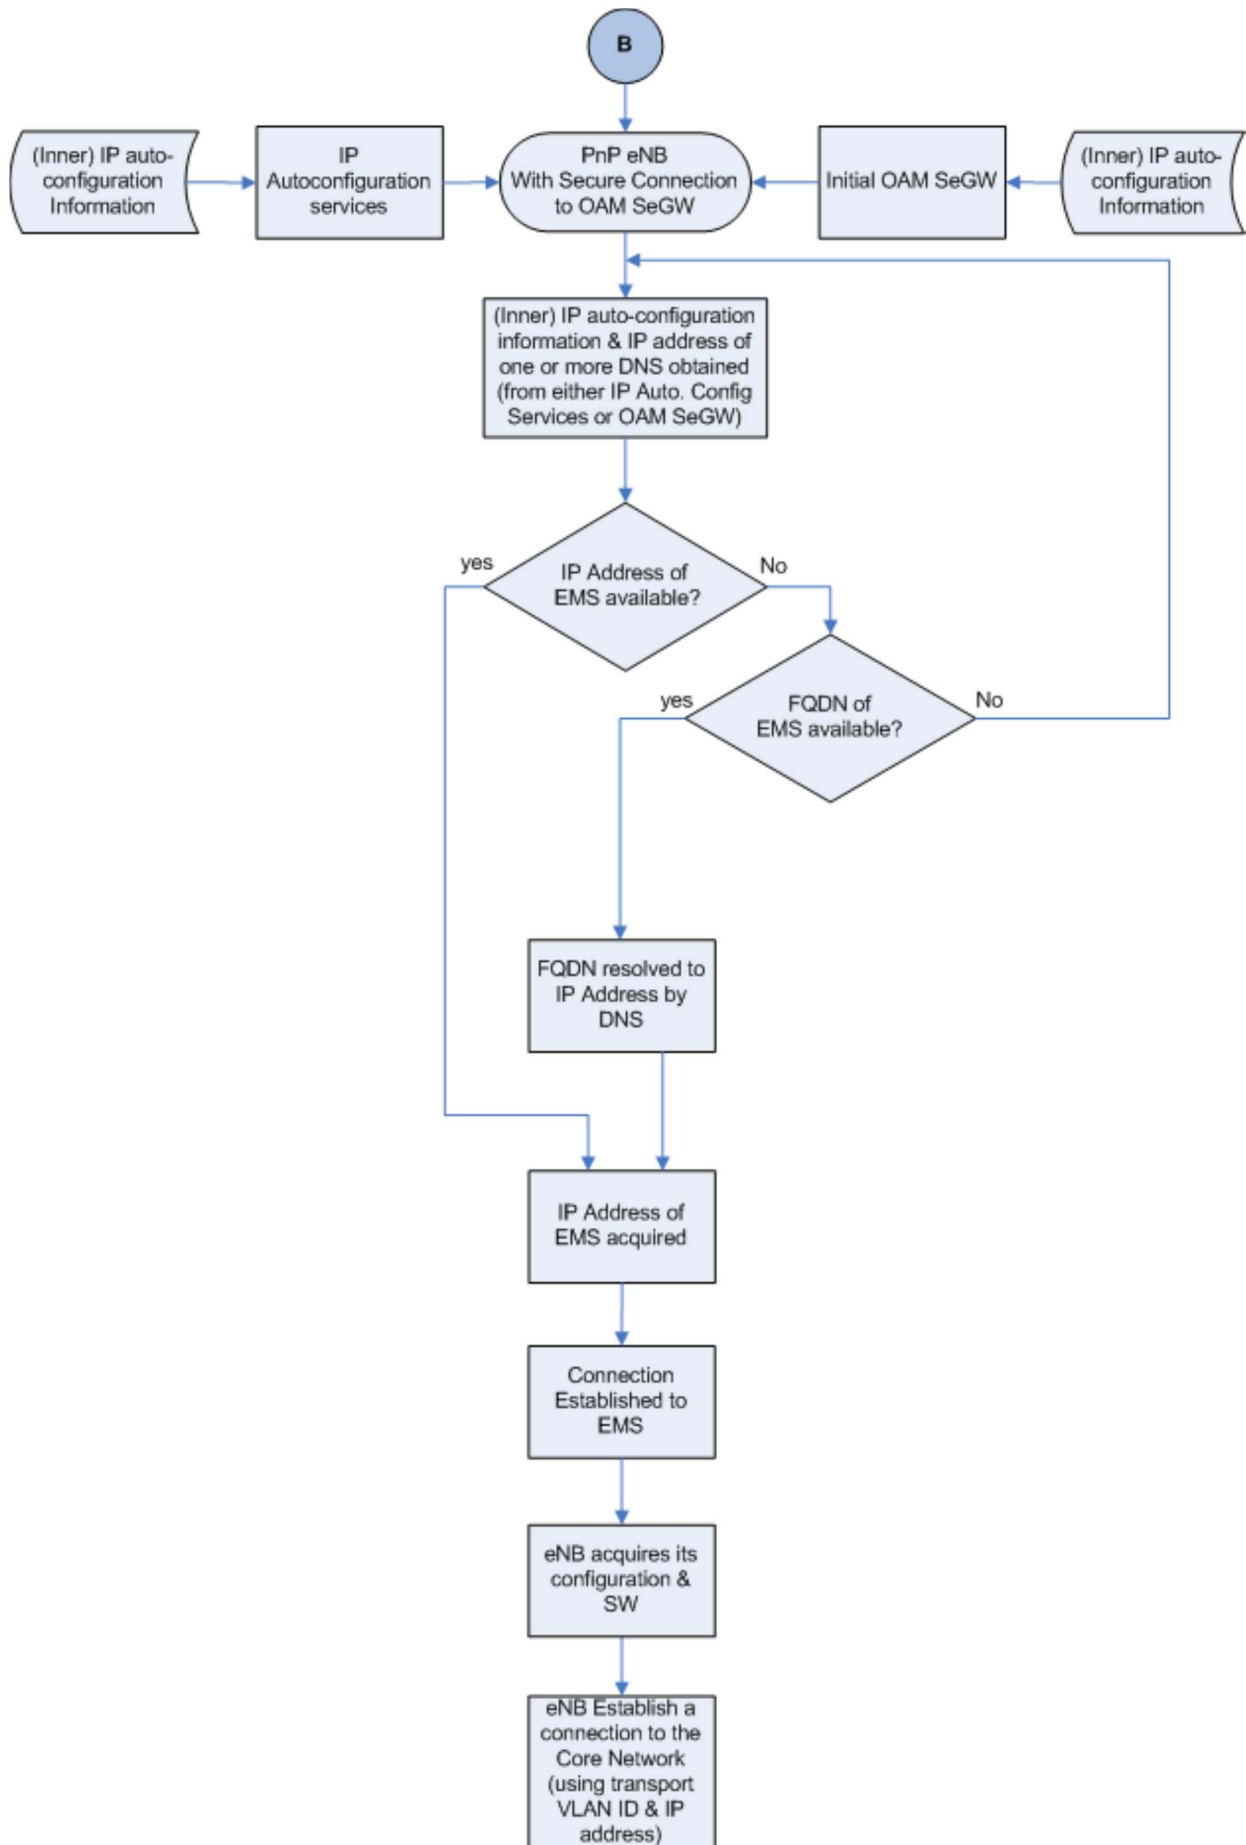 B
(Inner) IP auto-
configuration
Information
IP
Autoconfiguration
services
PnP eNB
With Secure Connection
to OAM SeGW
Initial OAM SeGW
(Inner) IP auto-
configuration
Information
(Inner) IP auto-configuration
information & IP address of
one or more DNS obtained
(from either IP Auto. Config
Services or OAM SeGW)
yes
IP Address of
EMS available?
No
yes
FQDN of
EMS available?
No
FQDN resolved to
IP Address by
DNS
IP Address of
EMS acquired
Connection
Established to
EMS
eNB acquires its
configuration &
SW
eNB Establish a
connection to the
Core Network
(using transport
VLAN ID & IP
address)